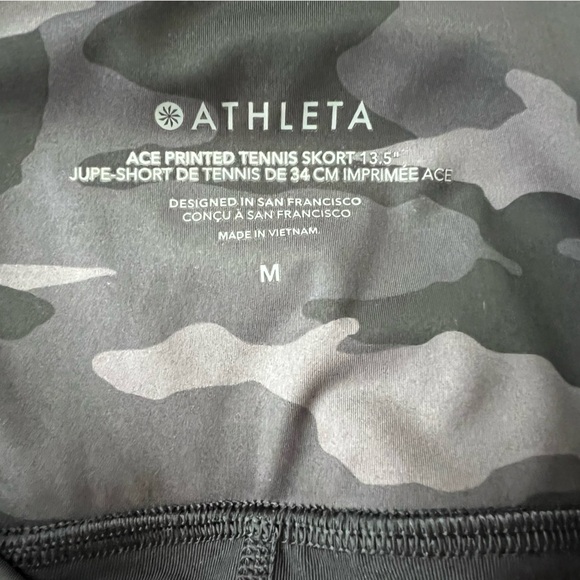 ATHLETA
ACE PRINTED TENNIS SKORT 13.5"
JUPE-SHORT DE TENNIS DE 34 CM IMPRIMÉE ACE
DESIGNED IN SAN FRANCISCO
CONÇU À SAN FRANCISCO
MADE IN VIETNAM.
M